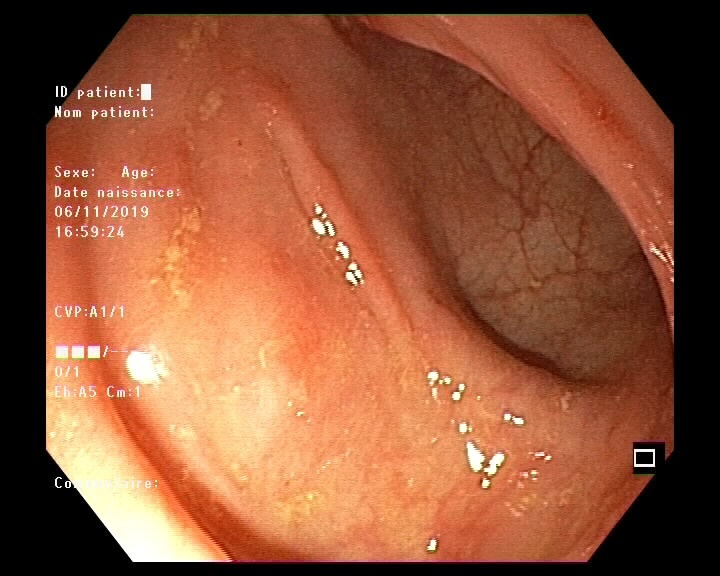 ID patient:
Nom patient:
Sexe: Age:
Date naissance:
06/11/2019
16:59:24
CVP:A1/1
0/1
Eh:A5 Cm:1